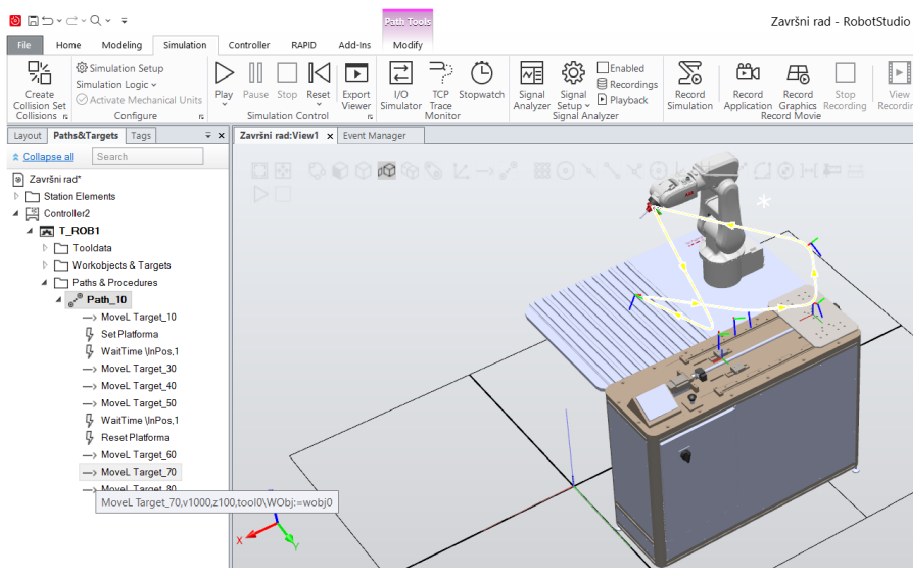 Path Tools
Završni rad - RobotStudio
File Home Modeling Simulation Controller RAPID Add-Ins Modify
Create Collision Set
Collisions
Simulation Setup
Simulation Logic
Activate Mechanical Units
Configure
Play
Pause
Stop
Reset
Simulation Control
Export Viewer
I/O Simulator
TCP Trace
Stopwatch
Monitor
Signal Analyzer
Signal Setup
Enabled
Recordings
Playback
Signal Analyzer
Record Simulation
Record Application
Record Graphics
Stop Recording
Record Movie
View Recording
Layout Paths&Targets Tags
Završni rad:View1 Event Manager
Collapse all Search
Završni rad*
Station Elements
Controller2
T_ROB1
Tooldata
Workobjects & Targets
Paths & Procedures
Path_10
MoveL Target_10
Set Platforma
WaitTime \InPos,1
MoveL Target_30
MoveL Target_40
MoveL Target_50
WaitTime \InPos,1
Reset Platforma
MoveL Target_60
MoveL Target_70
MoveL Target_80
MoveL Target_70,v1000,z100,tool0\WObj:=wobj0
X
Y